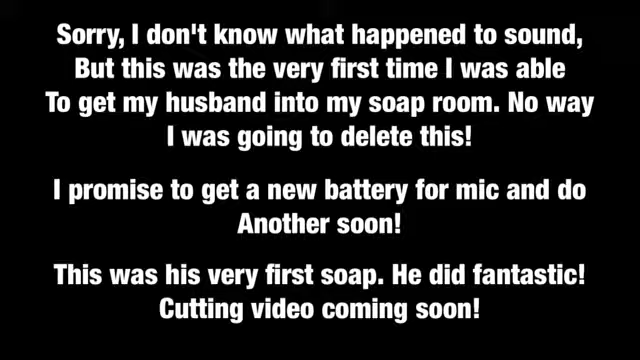 Sorry, I don't know what happened to sound,
But this was the very first time I was able
To get my husband into my soap room. No way
I was going to delete this!
I promise to get a new battery for mic and do
Another soon!
This was his very first soap. He did fantastic!
Cutting video coming soon!